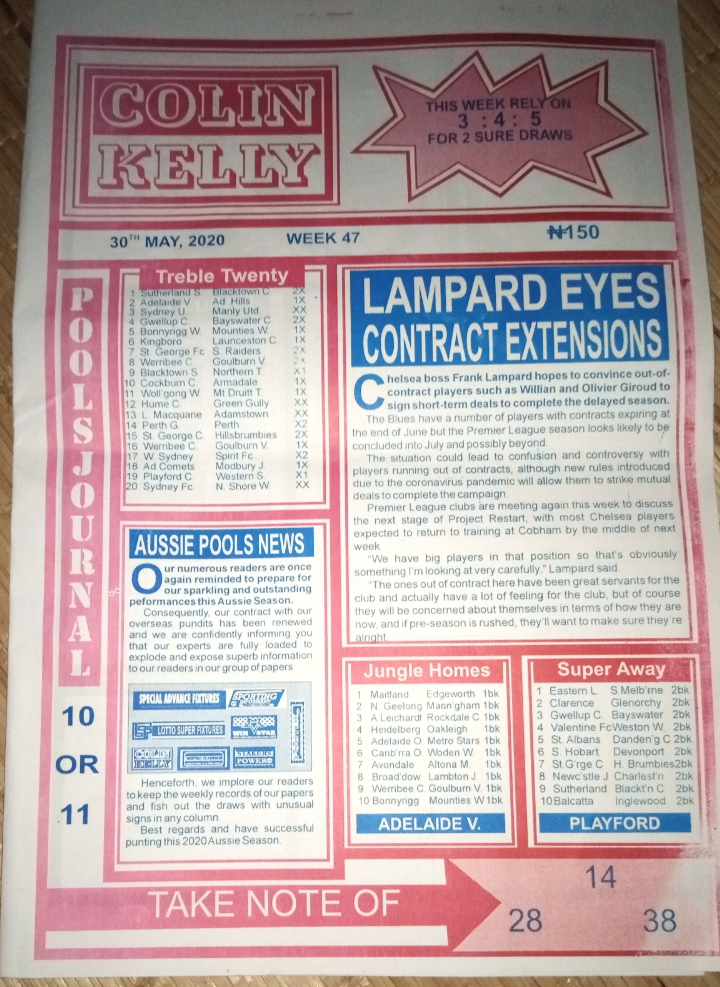 COLIN
KELLY
THIS WEEK RELY ON
3 : 4 : 5
FOR 2 SURE DRAWS
30TH MAY, 2020 WEEK 47 ₦150
POOLS JOURNAL
10
OR
11
Treble Twenty
1 Sutherland S Blacktown C 2X
2 Adelaide V Ad. Hills 1X
3 Sydney U Manly Utd XX
4 Gwellup C Bayswater C. 2X
5 Bonnyrigg W. Mounties W. 1X
6 Kingboro Launceston C. 1X
7 St. George Fc S. Raiders 2X
8 Werribee C Goulburn V. 2X
9 Blacktown S Northern T. X1
10 Cockburn C. Armadale 1X
11 Woll'gong W. Mt Druitt T. 1X
12 Hume C. Green Gully XX
13 L. Macquane Adamstown XX
14 Perth G Perth X2
15 St. George C. Hillsbrumbies 2X
16 Werribee C. Goulburn V. 1X
17 W. Sydney Spirit Fc X2
18 Ad Comets Modbury J. 1X
19 Playford C. Western S. X1
20 Sydney Fc N. Shore W. XX
AUSSIE POOLS NEWS
Our numerous readers are once
again reminded to prepare for
our sparkling and outstanding
peformances this Aussie Season.
Consequently, our contract with our
overseas pundits has been renewed
and we are confidently informing you
that our experts are fully loaded to
explode and expose superb information
to our readers in our group of papers
SPECIAL ADVANCE FIXTURES
SPORTING
LOTTO SUPER FIXTURES
WIN STAR
COLIN
KELLY
STAKERS
POWER
Henceforth, we implore our readers
to keep the weekly records of our papers
and fish out the draws with unusual
signs in any column.
Best regards and have successful
punting this 2020 Aussie Season.
LAMPARD EYES
CONTRACT EXTENSIONS
Chelsea boss Frank Lampard hopes to convince out-of-
contract players such as Willian and Olivier Giroud to
sign short-term deals to complete the delayed season.
The Blues have a number of players with contracts expiring at
the end of June but the Premier League season looks likely to be
concluded into July and possibly beyond.
The situation could lead to confusion and controversy with
players running out of contracts, although new rules introduced
due to the coronavirus pandemic will allow them to strike mutual
deals to complete the campaign.
Premier League clubs are meeting again this week to discuss
the next stage of Project Restart, with most Chelsea players
expected to return to training at Cobham by the middle of next
week.
"We have big players in that position so that's obviously
something I'm looking at very carefully," Lampard said.
"The ones out of contract here have been great servants for the
club and actually have a lot of feeling for the club, but of course
they will be concerned about themselves in terms of how they are
now, and if pre-season is rushed, they'll want to make sure they're
alright.
Jungle Homes
1 Maitland Edgeworth 1bk
2 N Geelong Mann'gham 1bk
3 A.Leichardt Rockdale C. 1bk
4 Heidelberg Oakleigh 1bk
5 Adelaide O Metro Stars 1bk
6 Canb'rra O Woden W. 1bk
7 Avondale Altona M. 1bk
8 Broad'dow Lambton J. 1bk
9 Werribee C Goulburn V. 1bk
10 Bonnyrigg Mounties W 1bk
ADELAIDE V.
Super Away
1 Eastern L. S.Melb'rne 2bk
2 Clarence Glenorchy 2bk
3 Gwellup C. Bayswater 2bk
4 Valentine Fc Weston W. 2bk
5 St. Albans Danden'g C 2bk
6 S. Hobart Devonport 2bk
7 St.G'rge C H. Brumbies 2bk
8 Newc'stle J Charlest'n 2bk
9 Sutherland Blackt'n C 2bk
10 Balcatta Inglewood 2bk
PLAYFORD
TAKE NOTE OF
14
28 38